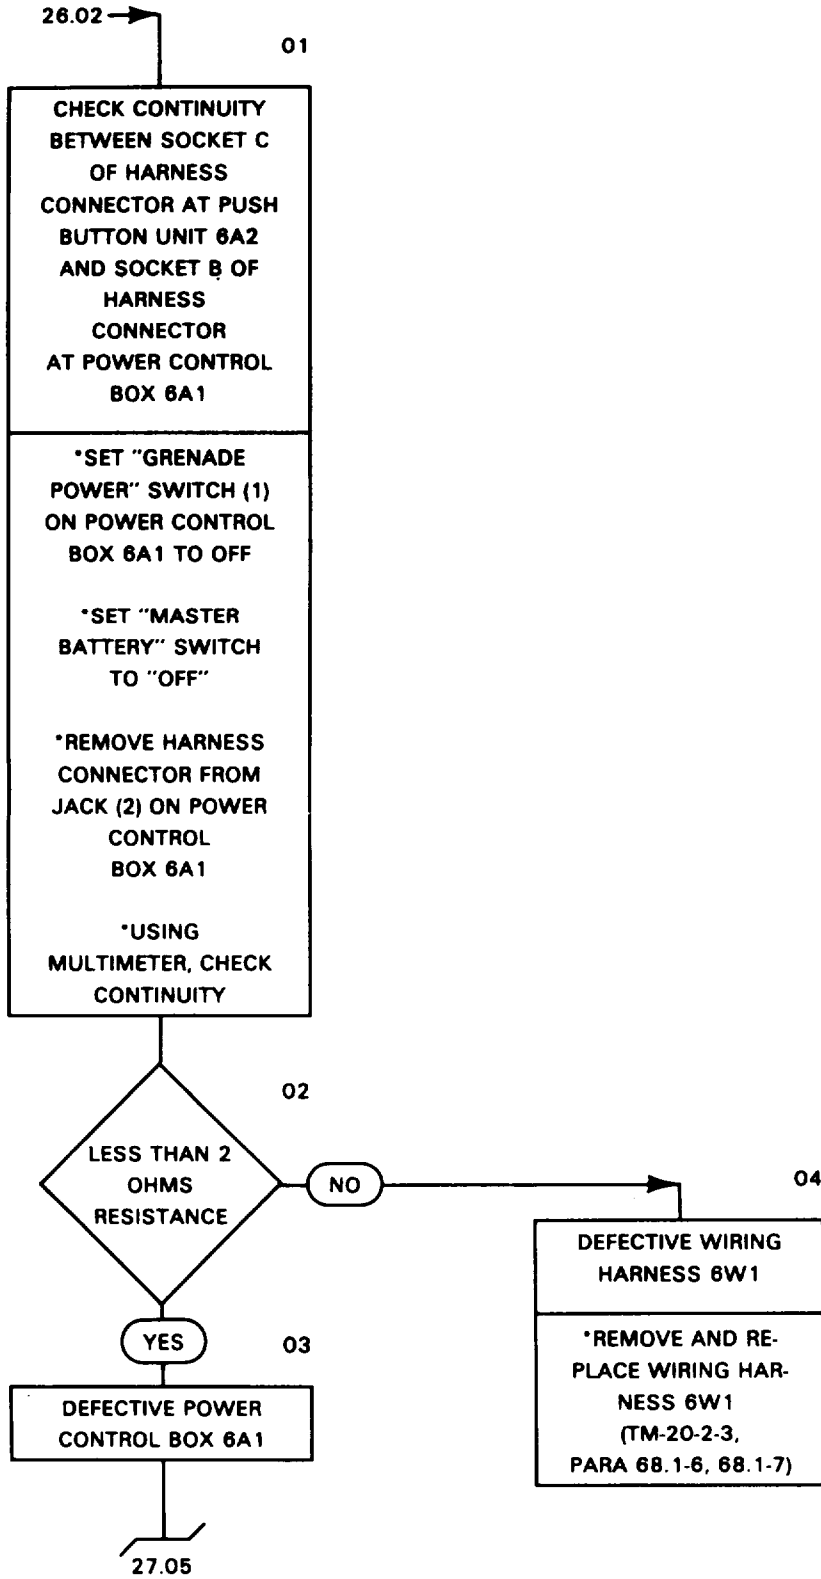 26.02
01
CHECK CONTINUITY
BETWEEN SOCKET C
OF HARNESS
CONNECTOR AT PUSH
BUTTON UNIT 6A2
AND SOCKET B OF
HARNESS
CONNECTOR
AT POWER CONTROL
BOX 6A1
*SET "GRENADE
POWER" SWITCH (1)
ON POWER CONTROL
BOX 6A1 TO OFF
*SET "MASTER
BATTERY" SWITCH
TO "OFF"
*REMOVE HARNESS
CONNECTOR FROM
JACK (2) ON POWER
CONTROL
BOX 6A1
*USING
MULTIMETER, CHECK
CONTINUITY
02
LESS THAN 2
OHMS
RESISTANCE
NO
04
DEFECTIVE WIRING
HARNESS 6W1
*REMOVE AND RE-
PLACE WIRING HAR-
NESS 6W1
(TM-20-2-3,
PARA 68.1-6, 68.1-7)
YES
03
DEFECTIVE POWER
CONTROL BOX 6A1
27.05